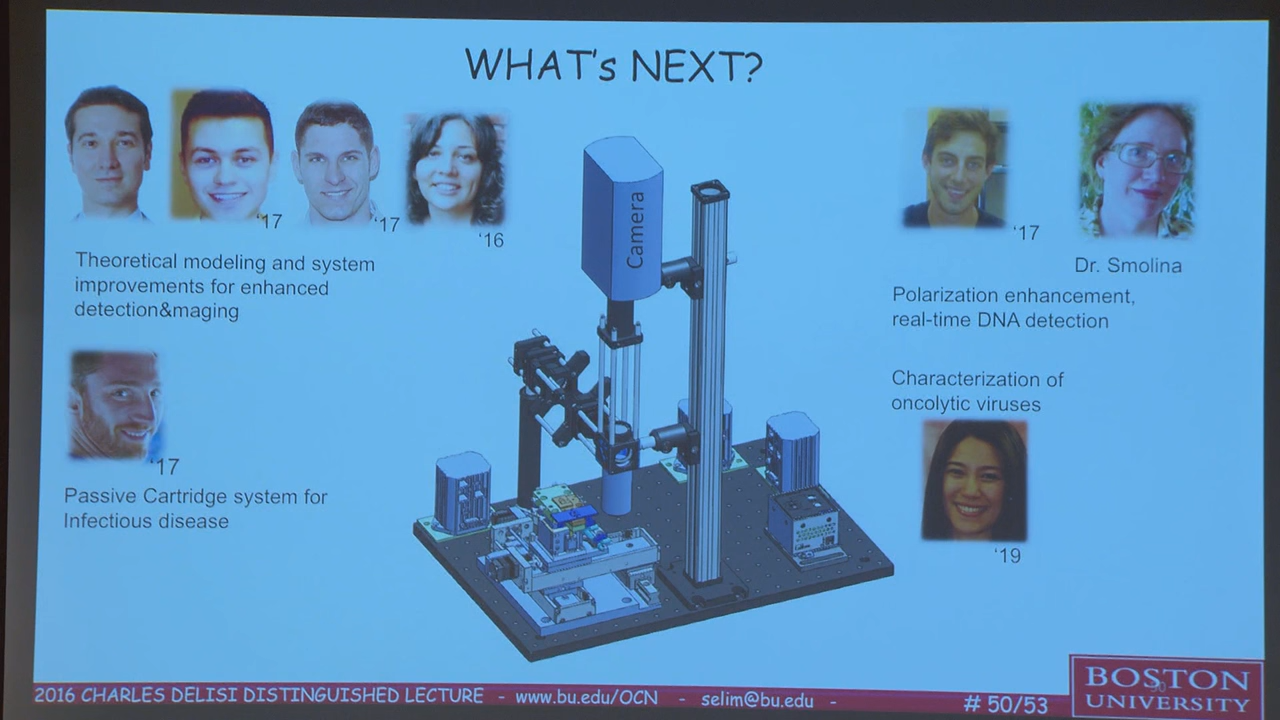 WHAT's NEXT?
'17
'17
'16
Theoretical modeling and system
improvements for enhanced
detection&maging
'17
Passive Cartridge system for
Infectious disease
Camera
'17
Dr. Smolina
Polarization enhancement,
real-time DNA detection
Characterization of
oncolytic viruses
'19
2016 CHARLES DELISI DISTINGUISHED LECTURE - www.bu.edu/OCN - selim@bu.edu -
# 50/53
BOSTON
UNIVERSITY
50